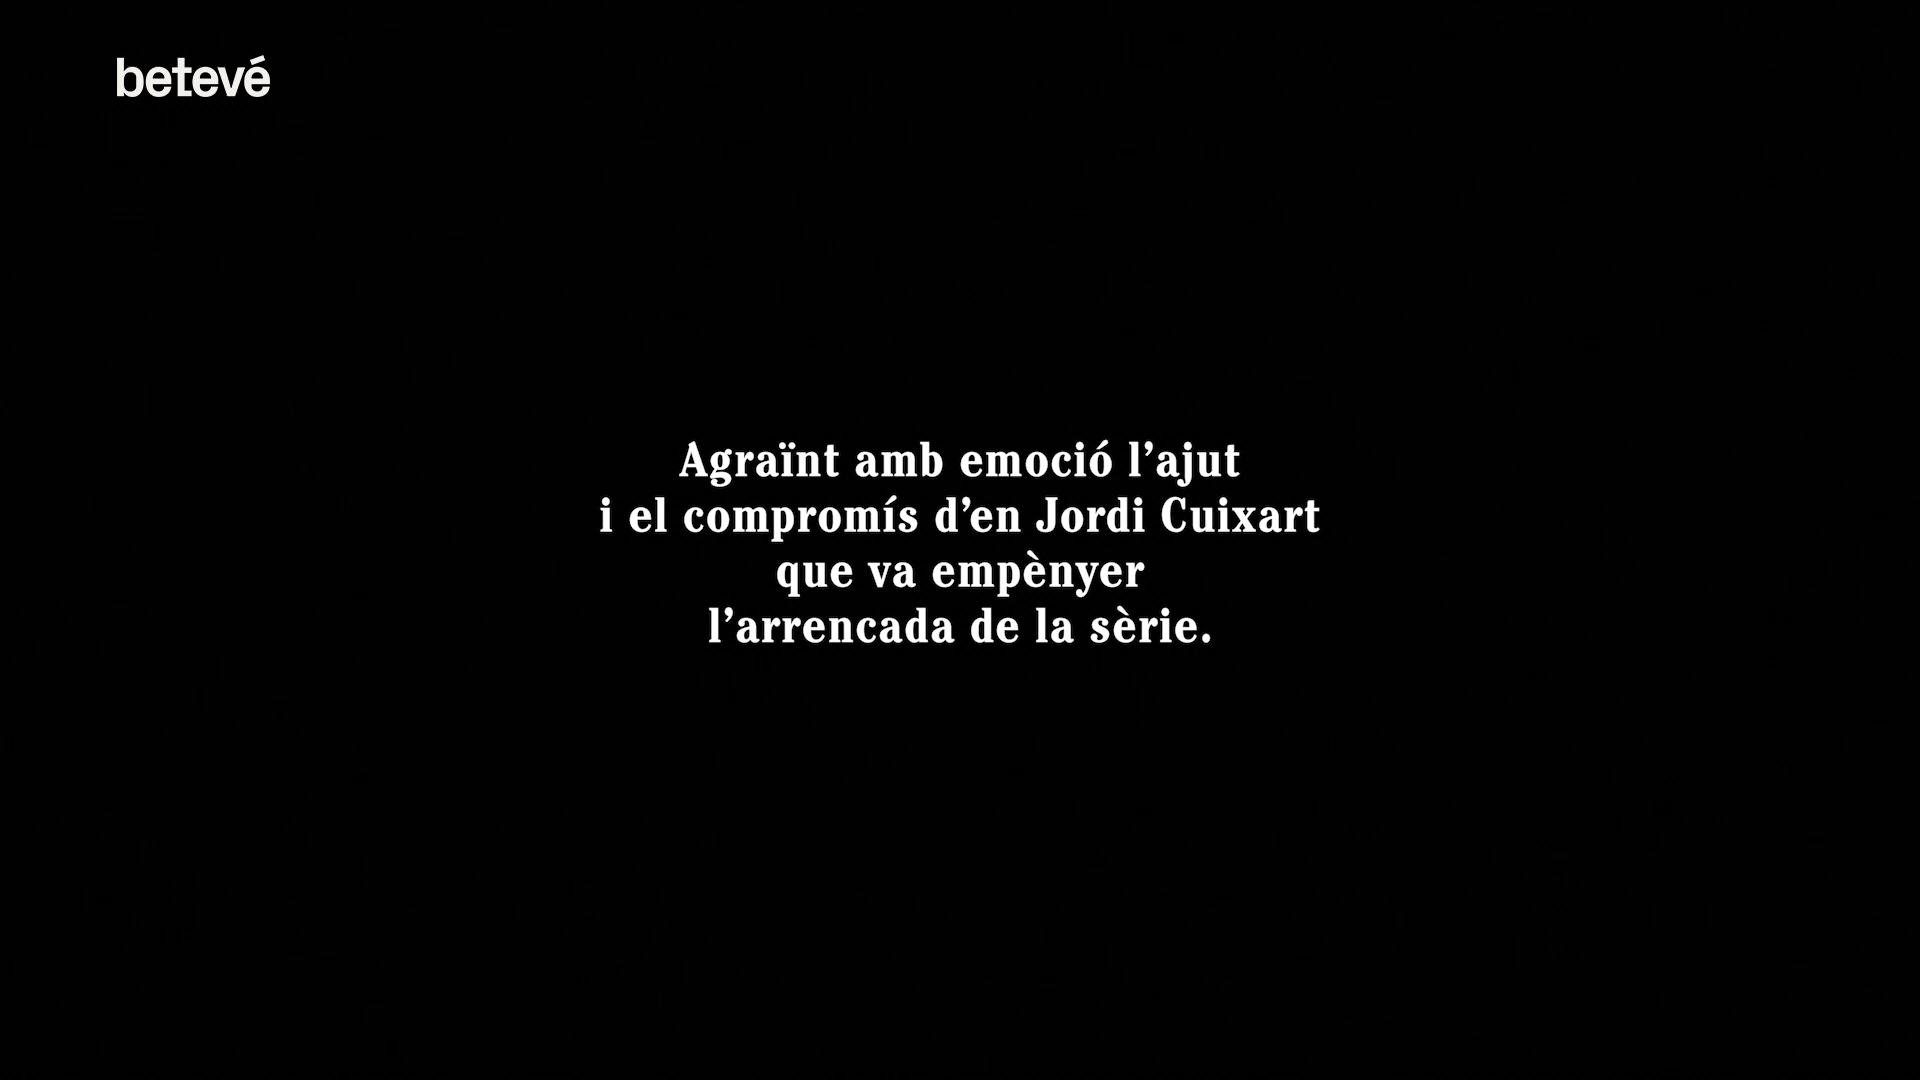 betevé
Agraïnt amb emoció l’ajut
i el compromís d’en Jordi Cuixart
que va empènyer
l’arrencada de la sèrie.